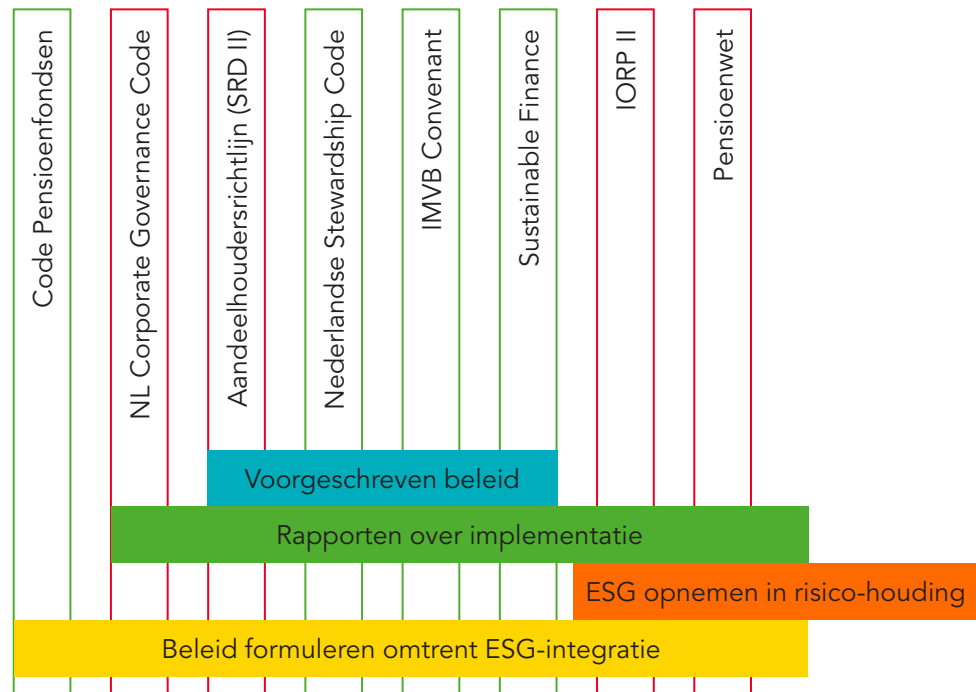 Code Pensioenfondsen
NL Corporate Governance Code
Aandeelhoudersrichtlijn (SRD II)
Nederlandse Stewardship Code
IMVB Convenant
Sustainable Finance
IORP II
Pensioenwet
Voorgeschreven beleid
Rapporten over implementatie
ESG opnemen in risico-houding
Beleid formuleren omtrent ESG-integratie